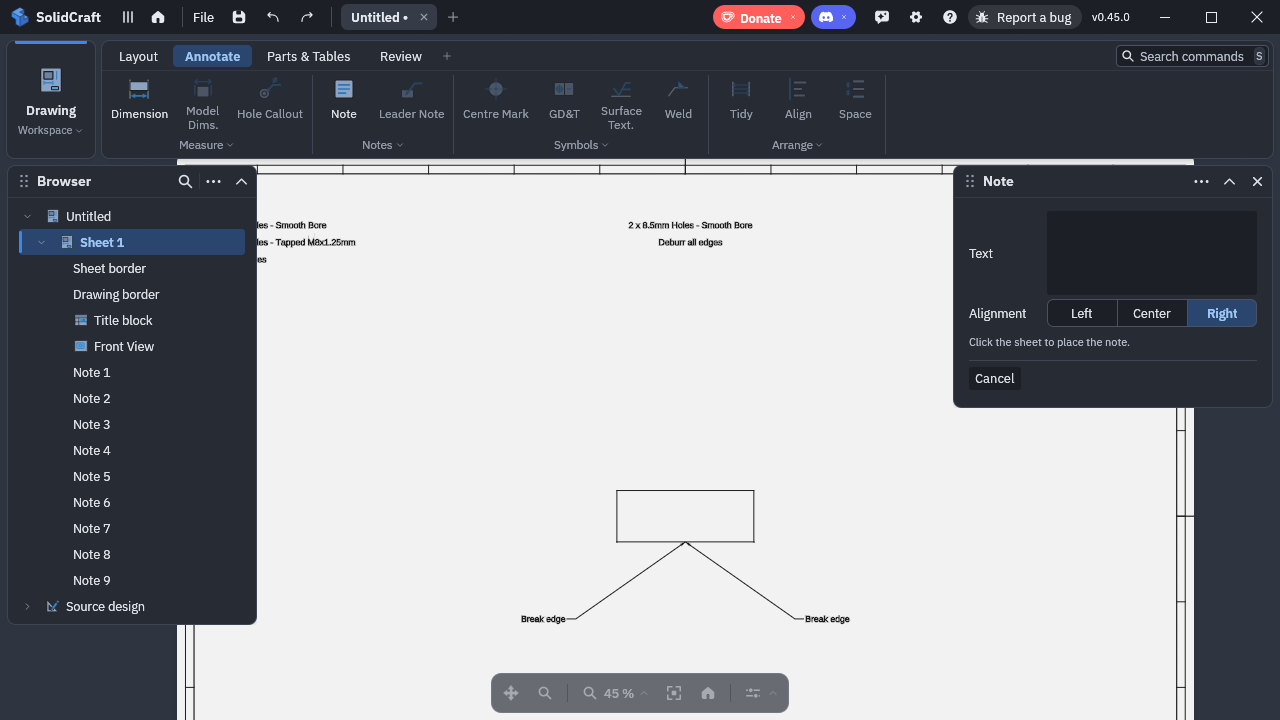 SolidCraft
File
Untitled •
Donate
Report a bug
v0.45.0
Drawing
Workspace
Layout
Annotate
Parts & Tables
Review
Search commands
S
Dimension
Model Dims.
Hole Callout
Note
Leader Note
Centre Mark
GD&T
Surface Text.
Weld
Tidy
Align
Space
Measure
Notes
Symbols
Arrange
Browser
Untitled
Sheet 1
Sheet border
Drawing border
Title block
Front View
Note 1
Note 2
Note 3
Note 4
Note 5
Note 6
Note 7
Note 8
Note 9
Source design
les - Smooth Bore
les - Tapped M8x1.25mm
es
2 x 8.5mm Holes - Smooth Bore
Deburr all edges
Break edge
Break edge
Note
Text
Alignment
Left
Center
Right
Click the sheet to place the note.
Cancel
45 %